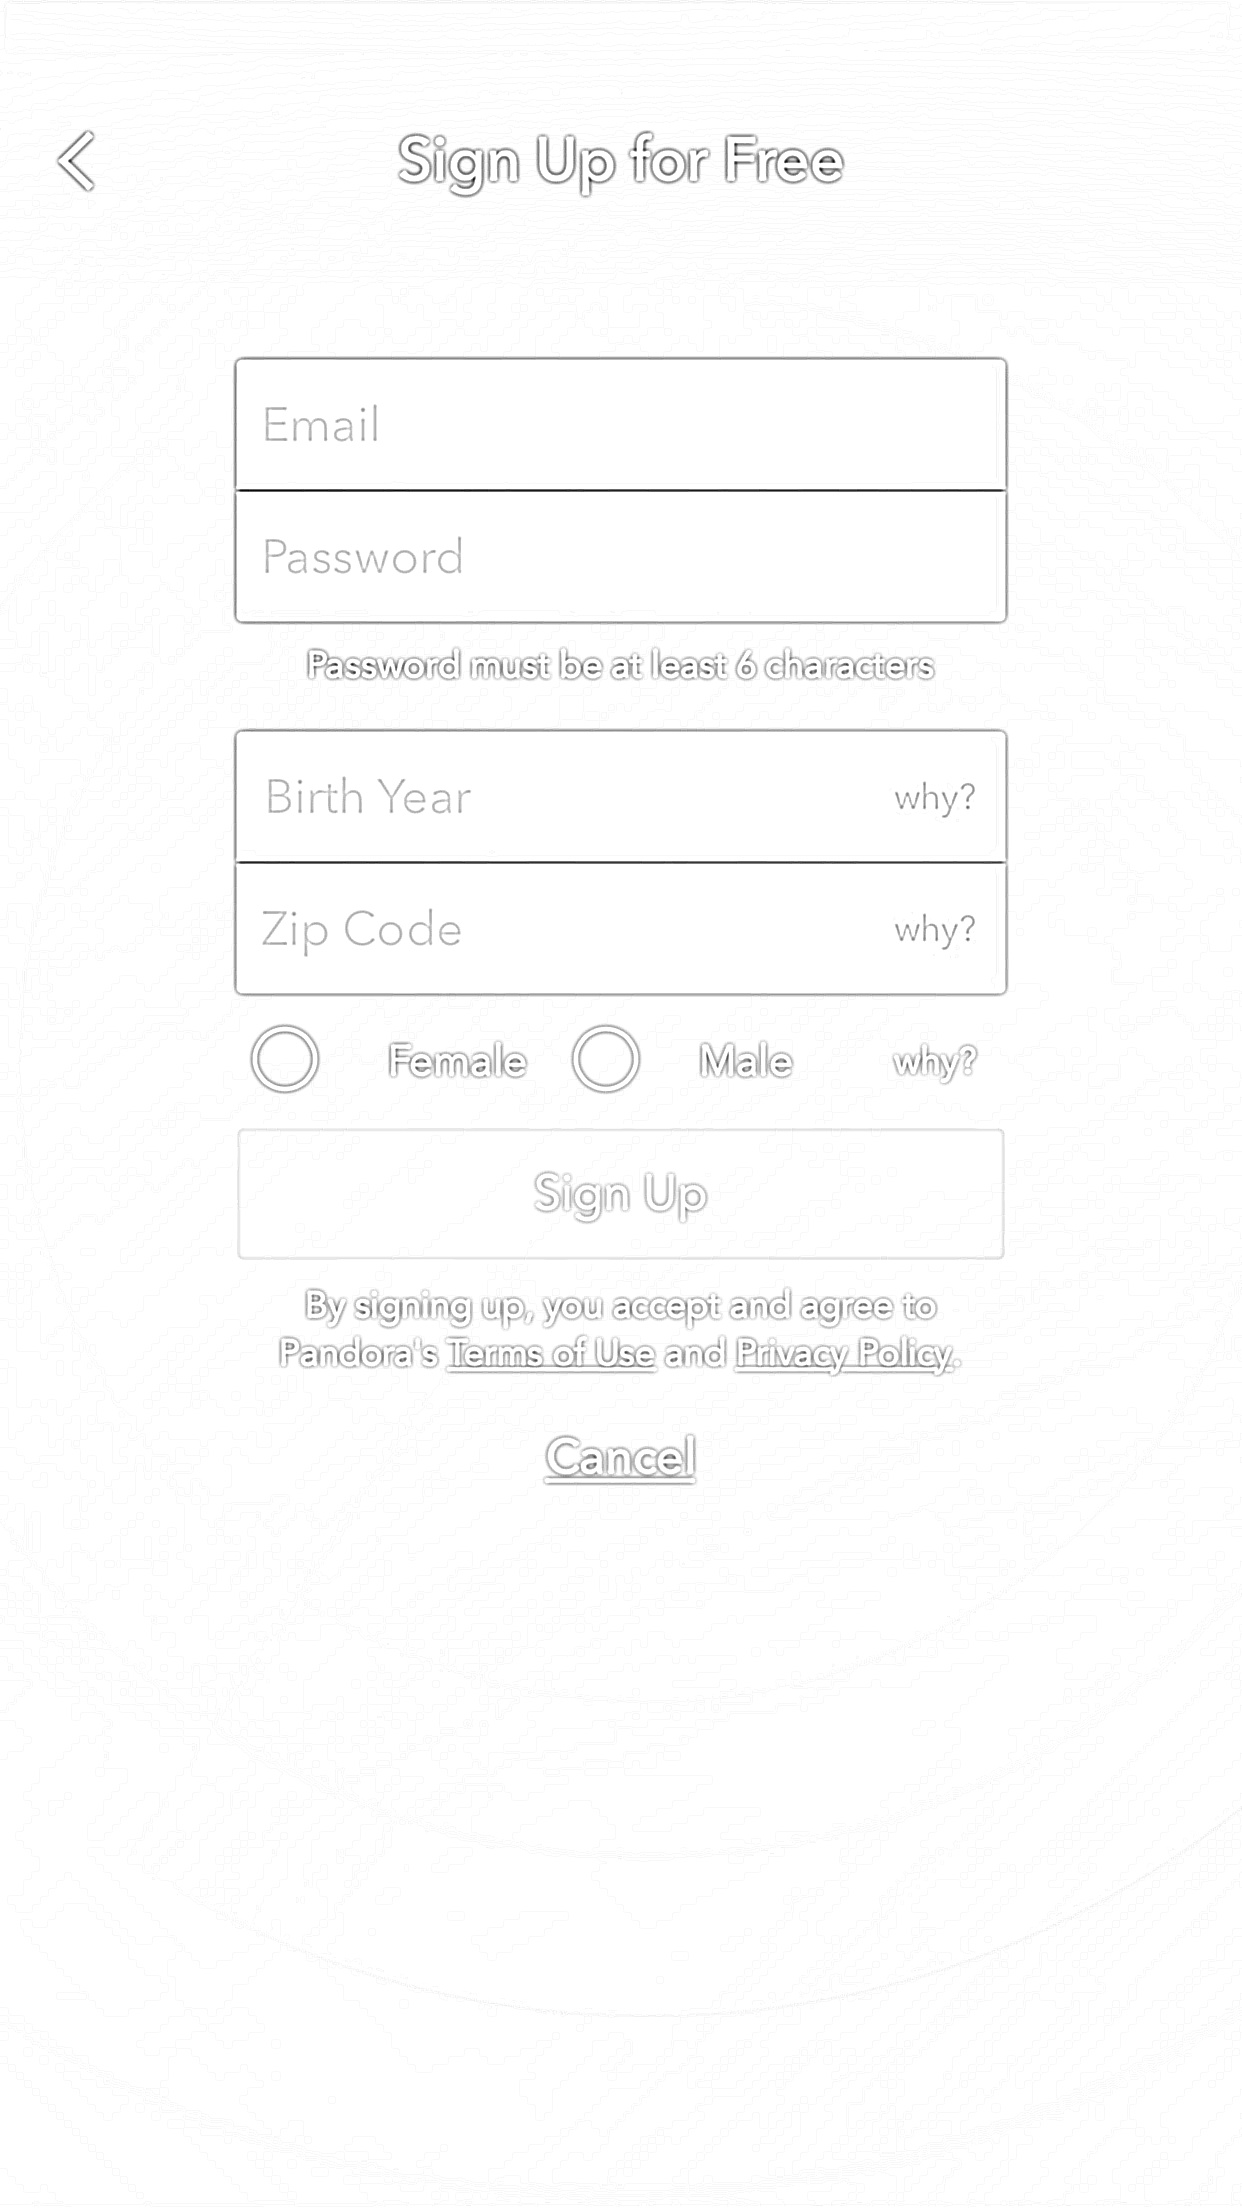 Sign Up for Free
Email
Password
Password must be at least 6 characters
Birth Year why?
Zip Code why?
Female Male why?
Sign Up
By signing up, you accept and agree to
Pandora's Terms of Use and Privacy Policy.
Cancel